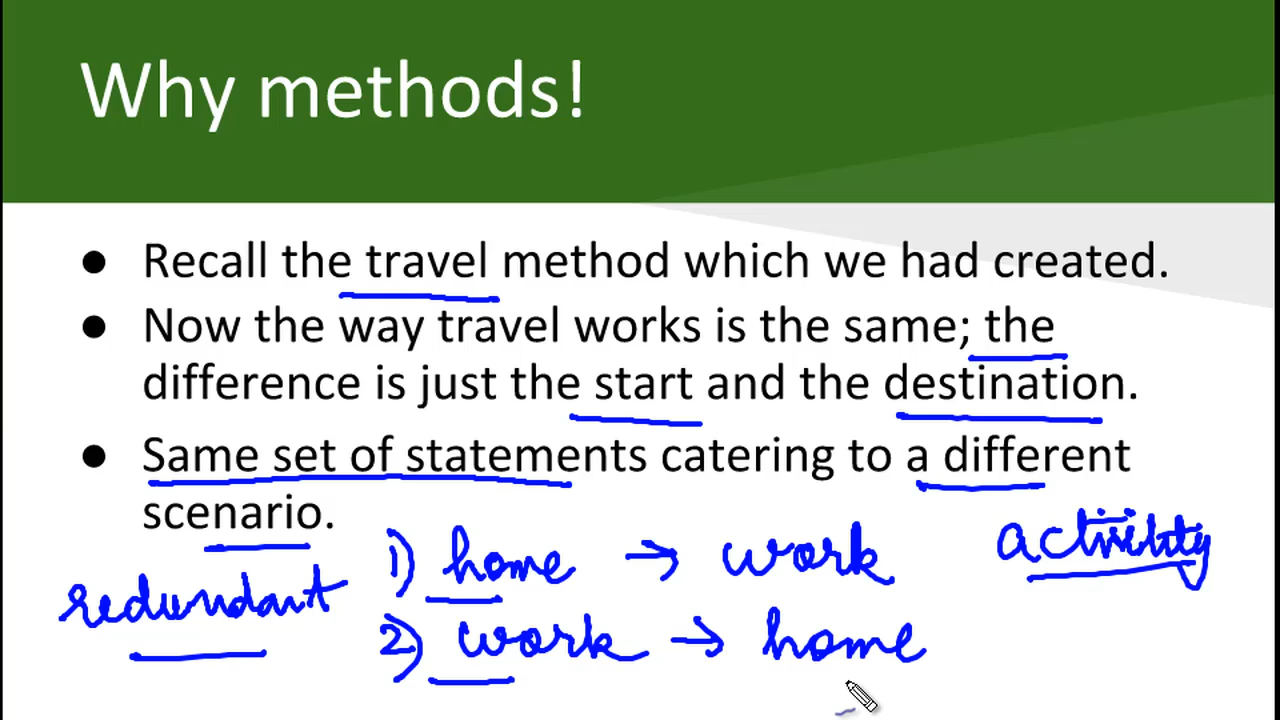 Why methods!
● Recall the travel method which we had created.
● Now the way travel works is the same; the
difference is just the start and the destination.
● Same set of statements catering to a different
scenario.
1) home → work
activity
redundant
2) work → home